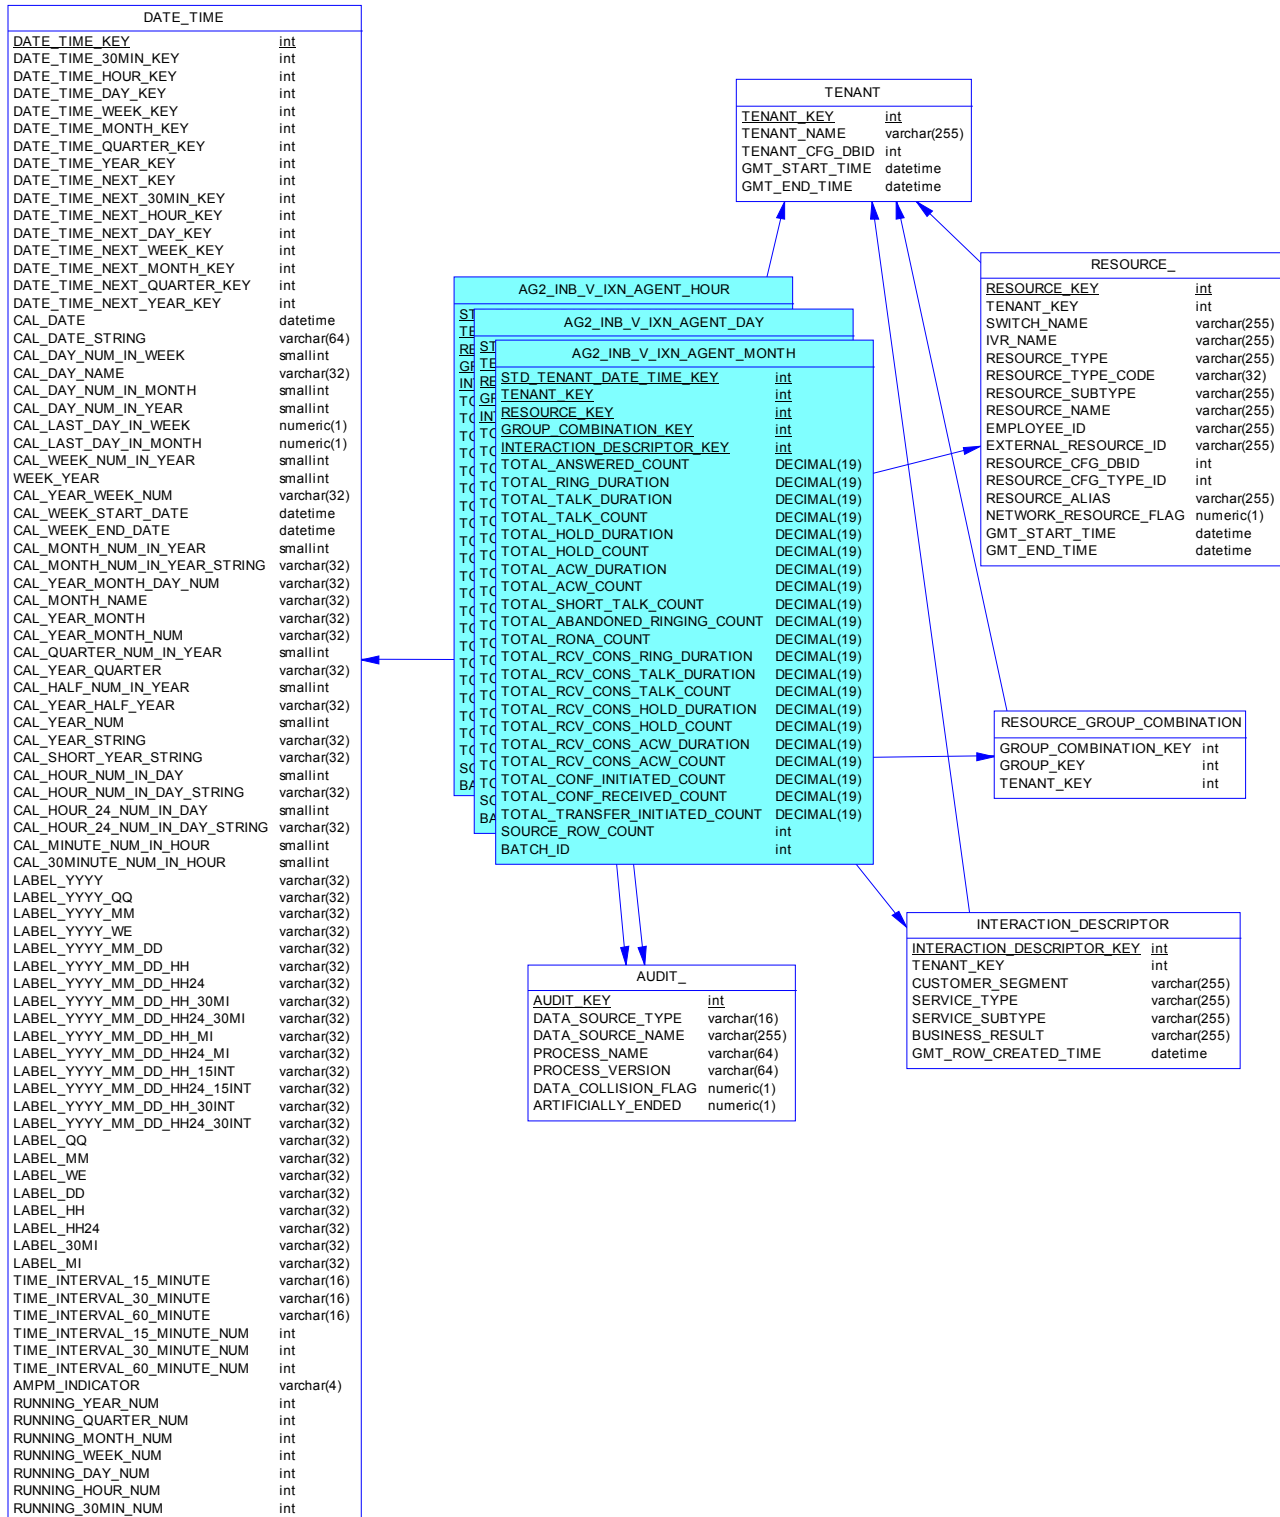 DATE_TIME
DATE_TIME_KEY int
DATE_TIME_30MIN_KEY int
DATE_TIME_HOUR_KEY int
DATE_TIME_DAY_KEY int
DATE_TIME_WEEK_KEY int
DATE_TIME_MONTH_KEY int
DATE_TIME_QUARTER_KEY int
DATE_TIME_YEAR_KEY int
DATE_TIME_NEXT_KEY int
DATE_TIME_NEXT_30MIN_KEY int
DATE_TIME_NEXT_HOUR_KEY int
DATE_TIME_NEXT_DAY_KEY int
DATE_TIME_NEXT_WEEK_KEY int
DATE_TIME_NEXT_MONTH_KEY int
DATE_TIME_NEXT_QUARTER_KEY int
DATE_TIME_NEXT_YEAR_KEY int
CAL_DATE datetime
CAL_DATE_STRING varchar(64)
CAL_DAY_NUM_IN_WEEK smallint
CAL_DAY_NAME varchar(32)
CAL_DAY_NUM_IN_MONTH smallint
CAL_DAY_NUM_IN_YEAR smallint
CAL_LAST_DAY_IN_WEEK numeric(1)
CAL_LAST_DAY_IN_MONTH numeric(1)
CAL_WEEK_NUM_IN_YEAR smallint
WEEK_YEAR smallint
CAL_YEAR_WEEK_NUM varchar(32)
CAL_WEEK_START_DATE datetime
CAL_WEEK_END_DATE datetime
CAL_MONTH_NUM_IN_YEAR smallint
CAL_MONTH_NUM_IN_YEAR_STRING varchar(32)
CAL_YEAR_MONTH_DAY_NUM varchar(32)
CAL_MONTH_NAME varchar(32)
CAL_YEAR_MONTH varchar(32)
CAL_YEAR_MONTH_NUM varchar(32)
CAL_QUARTER_NUM_IN_YEAR smallint
CAL_YEAR_QUARTER varchar(32)
CAL_HALF_NUM_IN_YEAR smallint
CAL_YEAR_HALF_YEAR varchar(32)
CAL_YEAR_NUM smallint
CAL_YEAR_STRING varchar(32)
CAL_SHORT_YEAR_STRING varchar(32)
CAL_HOUR_NUM_IN_DAY smallint
CAL_HOUR_NUM_IN_DAY_STRING varchar(32)
CAL_HOUR_24_NUM_IN_DAY smallint
CAL_HOUR_24_NUM_IN_DAY_STRING varchar(32)
CAL_MINUTE_NUM_IN_HOUR smallint
CAL_30MINUTE_NUM_IN_HOUR smallint
LABEL_YYYY varchar(32)
LABEL_YYYY_QQ varchar(32)
LABEL_YYYY_MM varchar(32)
LABEL_YYYY_WE varchar(32)
LABEL_YYYY_MM_DD varchar(32)
LABEL_YYYY_MM_DD_HH varchar(32)
LABEL_YYYY_MM_DD_HH24 varchar(32)
LABEL_YYYY_MM_DD_HH_30MI varchar(32)
LABEL_YYYY_MM_DD_HH24_30MI varchar(32)
LABEL_YYYY_MM_DD_HH_MI varchar(32)
LABEL_YYYY_MM_DD_HH24_MI varchar(32)
LABEL_YYYY_MM_DD_HH_15INT varchar(32)
LABEL_YYYY_MM_DD_HH24_15INT varchar(32)
LABEL_YYYY_MM_DD_HH_30INT varchar(32)
LABEL_YYYY_MM_DD_HH24_30INT varchar(32)
LABEL_QQ varchar(32)
LABEL_MM varchar(32)
LABEL_WE varchar(32)
LABEL_DD varchar(32)
LABEL_HH varchar(32)
LABEL_HH24 varchar(32)
LABEL_30MI varchar(32)
LABEL_MI varchar(32)
TIME_INTERVAL_15_MINUTE varchar(16)
TIME_INTERVAL_30_MINUTE varchar(16)
TIME_INTERVAL_60_MINUTE varchar(16)
TIME_INTERVAL_15_MINUTE_NUM int
TIME_INTERVAL_30_MINUTE_NUM int
TIME_INTERVAL_60_MINUTE_NUM int
AMPM_INDICATOR varchar(4)
RUNNING_YEAR_NUM int
RUNNING_QUARTER_NUM int
RUNNING_MONTH_NUM int
RUNNING_WEEK_NUM int
RUNNING_DAY_NUM int
RUNNING_HOUR_NUM int
RUNNING_30MIN_NUM int
TENANT
TENANT_KEY int
TENANT_NAME varchar(255)
TENANT_CFG_DBID int
GMT_START_TIME datetime
GMT_END_TIME datetime
AG2_INB_V_IXN_AGENT_HOUR
AG2_INB_V_IXN_AGENT_DAY
AG2_INB_V_IXN_AGENT_MONTH
STD_TENANT_DATE_TIME_KEY int
TENANT_KEY int
RESOURCE_KEY int
GROUP_COMBINATION_KEY int
INTERACTION_DESCRIPTOR_KEY int
TOTAL_ANSWERED_COUNT DECIMAL(19)
TOTAL_RING_DURATION DECIMAL(19)
TOTAL_TALK_DURATION DECIMAL(19)
TOTAL_TALK_COUNT DECIMAL(19)
TOTAL_HOLD_DURATION DECIMAL(19)
TOTAL_HOLD_COUNT DECIMAL(19)
TOTAL_ACW_DURATION DECIMAL(19)
TOTAL_ACW_COUNT DECIMAL(19)
TOTAL_SHORT_TALK_COUNT DECIMAL(19)
TOTAL_ABANDONED_RINGING_COUNT DECIMAL(19)
TOTAL_RONA_COUNT DECIMAL(19)
TOTAL_RCV_CONS_RING_DURATION DECIMAL(19)
TOTAL_RCV_CONS_TALK_DURATION DECIMAL(19)
TOTAL_RCV_CONS_TALK_COUNT DECIMAL(19)
TOTAL_RCV_CONS_HOLD_DURATION DECIMAL(19)
TOTAL_RCV_CONS_HOLD_COUNT DECIMAL(19)
TOTAL_RCV_CONS_ACW_DURATION DECIMAL(19)
TOTAL_RCV_CONS_ACW_COUNT DECIMAL(19)
TOTAL_CONF_INITIATED_COUNT DECIMAL(19)
TOTAL_CONF_RECEIVED_COUNT DECIMAL(19)
TOTAL_TRANSFER_INITIATED_COUNT DECIMAL(19)
SOURCE_ROW_COUNT int
BATCH_ID int
RESOURCE_
RESOURCE_KEY int
TENANT_KEY int
SWITCH_NAME varchar(255)
IVR_NAME varchar(255)
RESOURCE_TYPE varchar(255)
RESOURCE_TYPE_CODE varchar(32)
RESOURCE_SUBTYPE varchar(255)
RESOURCE_NAME varchar(255)
EMPLOYEE_ID varchar(255)
EXTERNAL_RESOURCE_ID varchar(255)
RESOURCE_CFG_DBID int
RESOURCE_CFG_TYPE_ID int
RESOURCE_ALIAS varchar(255)
NETWORK_RESOURCE_FLAG numeric(1)
GMT_START_TIME datetime
GMT_END_TIME datetime
RESOURCE_GROUP_COMBINATION
GROUP_COMBINATION_KEY int
GROUP_KEY int
TENANT_KEY int
INTERACTION_DESCRIPTOR
INTERACTION_DESCRIPTOR_KEY int
TENANT_KEY int
CUSTOMER_SEGMENT varchar(255)
SERVICE_TYPE varchar(255)
SERVICE_SUBTYPE varchar(255)
BUSINESS_RESULT varchar(255)
GMT_ROW_CREATED_TIME datetime
AUDIT_
AUDIT_KEY int
DATA_SOURCE_TYPE varchar(16)
DATA_SOURCE_NAME varchar(255)
PROCESS_NAME varchar(64)
PROCESS_VERSION varchar(64)
DATA_COLLISION_FLAG numeric(1)
ARTIFICIALLY_ENDED numeric(1)